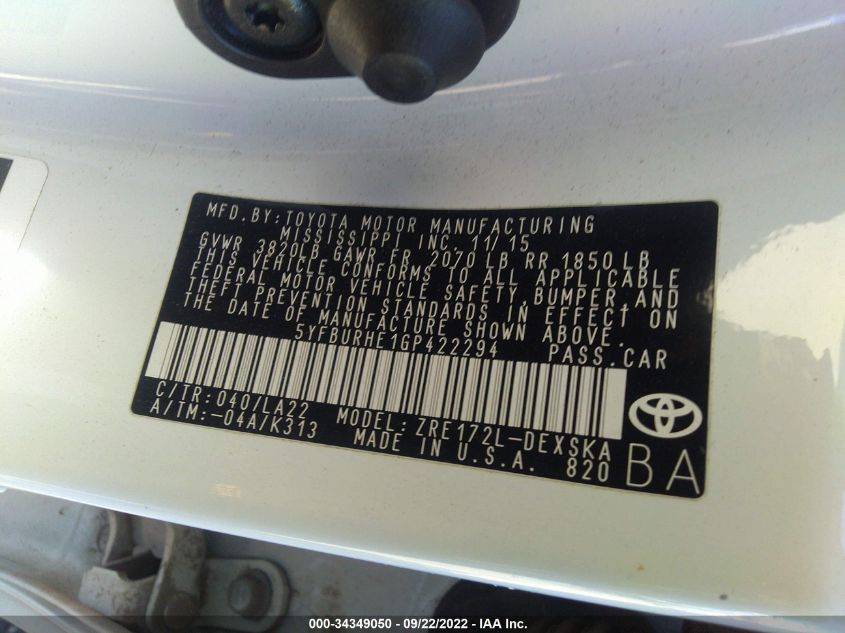 MFD. BY: TOYOTA MOTOR MANUFACTURING
MISSISSIPPI INC. 11/15
GVWR 3820LB GAWR FR 2070 LB RR 1850 LB
THIS VEHICLE CONFORMS TO ALL APPLICABLE
FEDERAL MOTOR VEHICLE SAFETY, BUMPER, AND
THEFT PREVENTION STANDARDS IN EFFECT ON
THE DATE OF MANUFACTURE SHOWN ABOVE.
5YFBURHE1GP422294 PASS. CAR
C/TR: 040/LA22 MODEL: ZRE172L-DEXSKA
A/TM: -04A/K313 MADE IN U.S.A. 820
BA
000-34349050 - 09/22/2022 - IAA Inc.